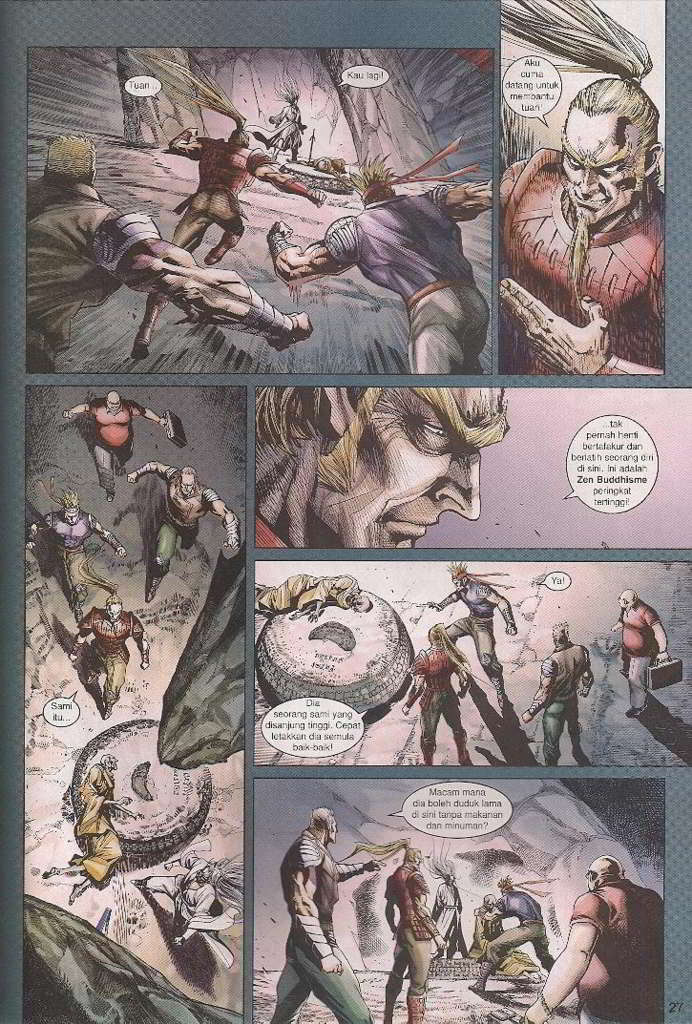 Tuan...
Kau lagi!
Aku
cuma
datang untuk
membantu
tuan!
Sami
itu...
...tak
pernah henti
bertafakur dan
berlatih seorang diri
di sini. Ini adalah
Zen Buddhisme
peringkat
tertinggi!
Ya!
Dia
seorang sami yang
disanjung tinggi. Cepat
letakkan dia semula
baik-baik!
Macam mana
dia boleh duduk lama
di sini tanpa makanan
dan minuman?
27